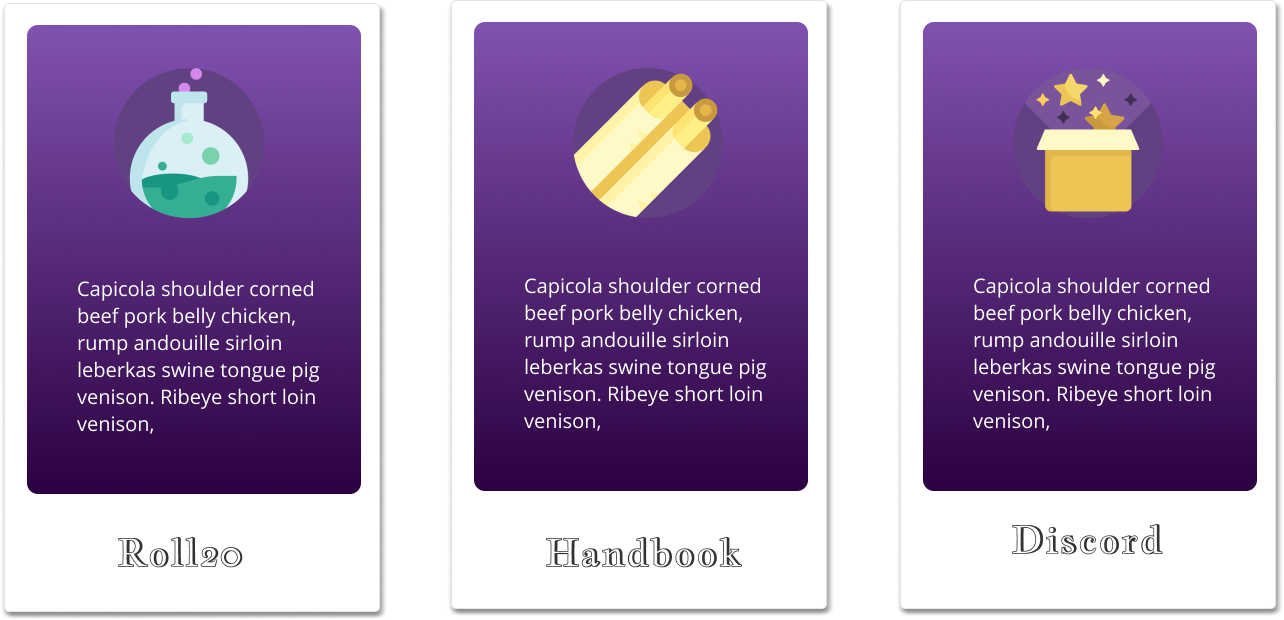 Capicola shoulder corned
beef pork belly chicken,
rump andouille sirloin
leberkas swine tongue pig
venison. Ribeye short loin
venison,
Roll20
Capicola shoulder corned
beef pork belly chicken,
rump andouille sirloin
leberkas swine tongue pig
venison. Ribeye short loin
venison,
Handbook
Capicola shoulder corned
beef pork belly chicken,
rump andouille sirloin
leberkas swine tongue pig
venison. Ribeye short loin
venison,
Discord